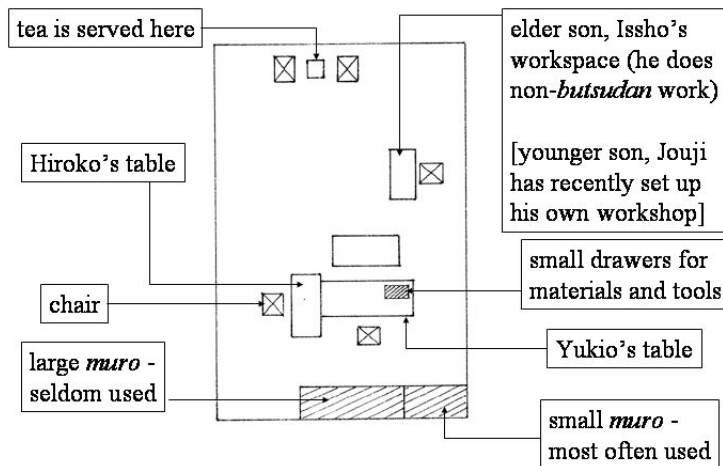 tea is served here
elder son, Issho's
workspace (he does
non-butsudan work)
[younger son, Jouji
has recently set up
his own workshop]
Hiroko's table
small drawers for
materials and tools
chair
Yukio's table
large muro -
seldom used
small muro -
most often used